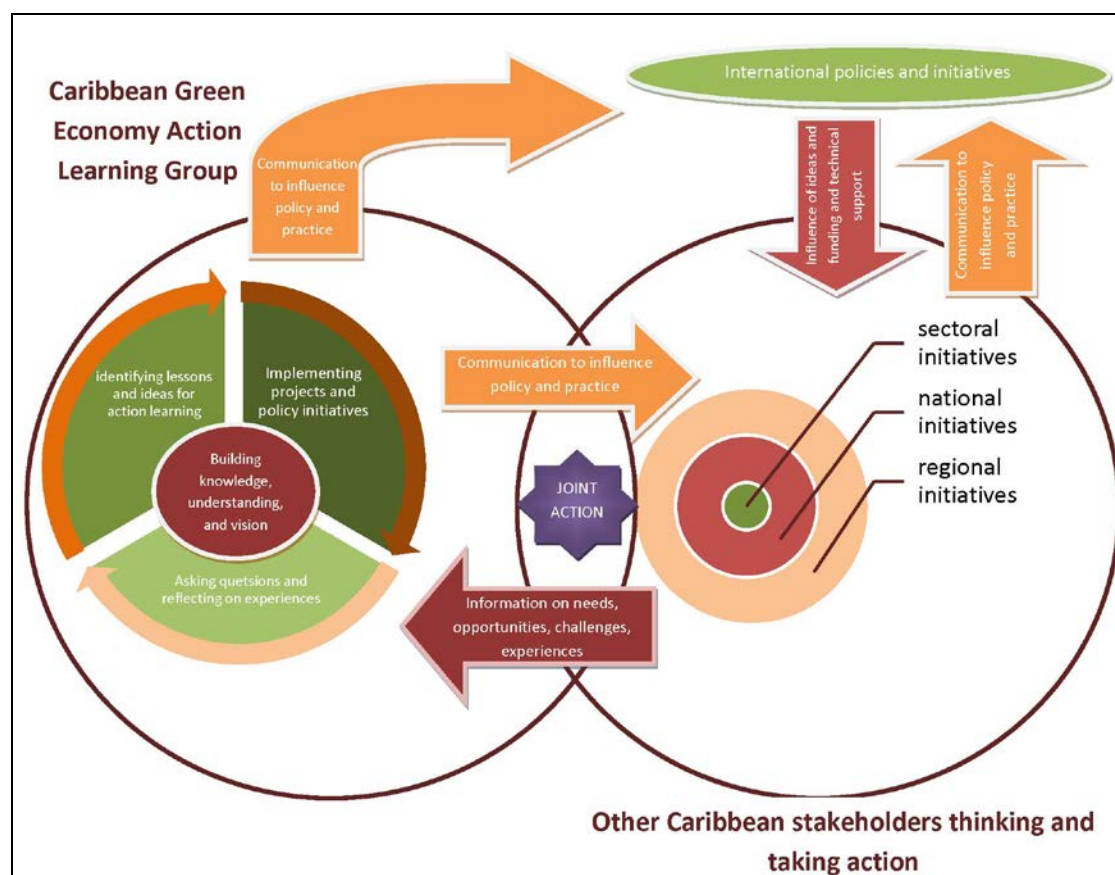 Caribbean Green
Economy Action
Learning Group
International policies and initiatives
Communication
to influence
policy and
practice
Influence of ideas and
funding and technical
support
Communication to
influence policy
and practice
identifying lessons
and ideas for
action learning
Implementing
projects and
policy initiatives
Building
knowledge,
understanding,
and vision
Asking quetsions and
reflecting on experiences
Communication to influence
policy and practice
JOINT
ACTION
Information on needs,
opportunities, challenges,
experiences
sectoral
initiatives
national
initiatives
regional
initiatives
Other Caribbean stakeholders thinking and
taking action